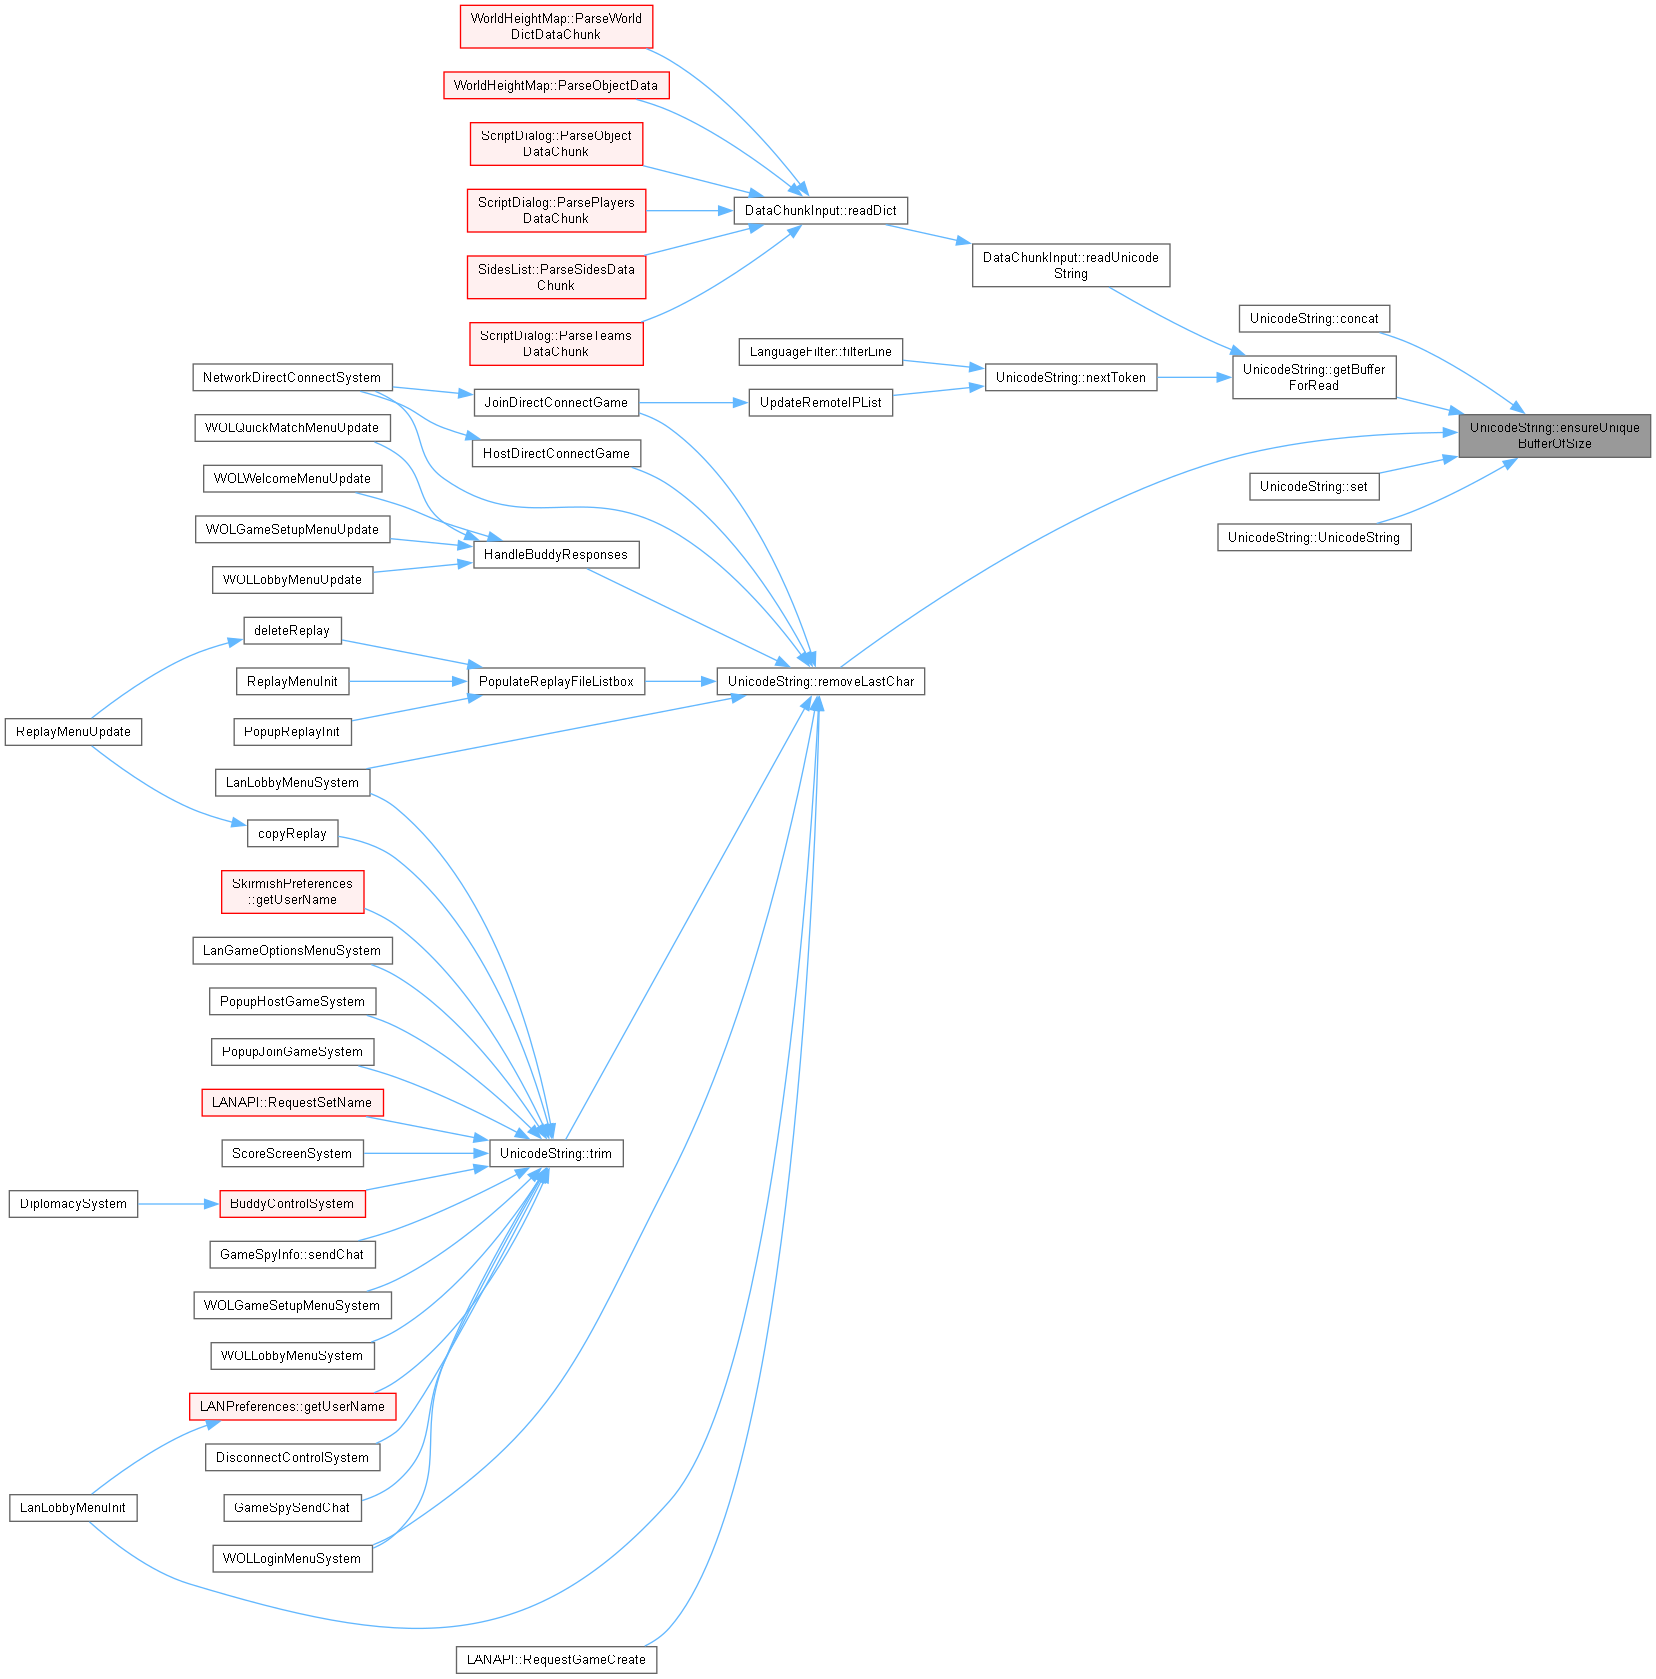 WorldHeightMap::ParseWorld
DictDataChunk
WorldHeightMap::ParseObjectData
ScriptDialog::ParseObject
DataChunk
ScriptDialog::ParsePlayers
DataChunk
DataChunkInput::readDict
DataChunkInput::readUnicode
String
SidesList::ParseSidesData
Chunk
UnicodeString::concat
ScriptDialog::ParseTeams
DataChunk
LanguageFilter::filterLine
UnicodeString::getBuffer
ForRead
NetworkDirectConnectSystem
UnicodeString::nextToken
JoinDirectConnectGame
UpdateRemoteIPList
WOLQuickMatchMenuUpdate
UnicodeString::ensureUnique
BufferOfSize
HostDirectConnectGame
WOLWelcomeMenuUpdate
UnicodeString::set
WOLGameSetupMenuUpdate
UnicodeString::UnicodeString
HandleBuddyResponses
WOLLobbyMenuUpdate
deleteReplay
ReplayMenuInit
PopulateReplayFileListbox
UnicodeString::removeLastChar
ReplayMenuUpdate
PopupReplayInit
LanLobbyMenuSystem
copyReplay
SkirmishPreferences
::getUserName
LanGameOptionsMenuSystem
PopupHostGameSystem
PopupJoinGameSystem
LANAPI::RequestSetName
ScoreScreenSystem
UnicodeString::trim
DiplomacySystem
BuddyControlSystem
GameSpyInfo::sendChat
WOLGameSetupMenuSystem
WOLLobbyMenuSystem
LANPreferences::getUserName
DisconnectControlSystem
LanLobbyMenuInit
GameSpySendChat
WOLLoginMenuSystem
LANAPI::RequestGameCreate